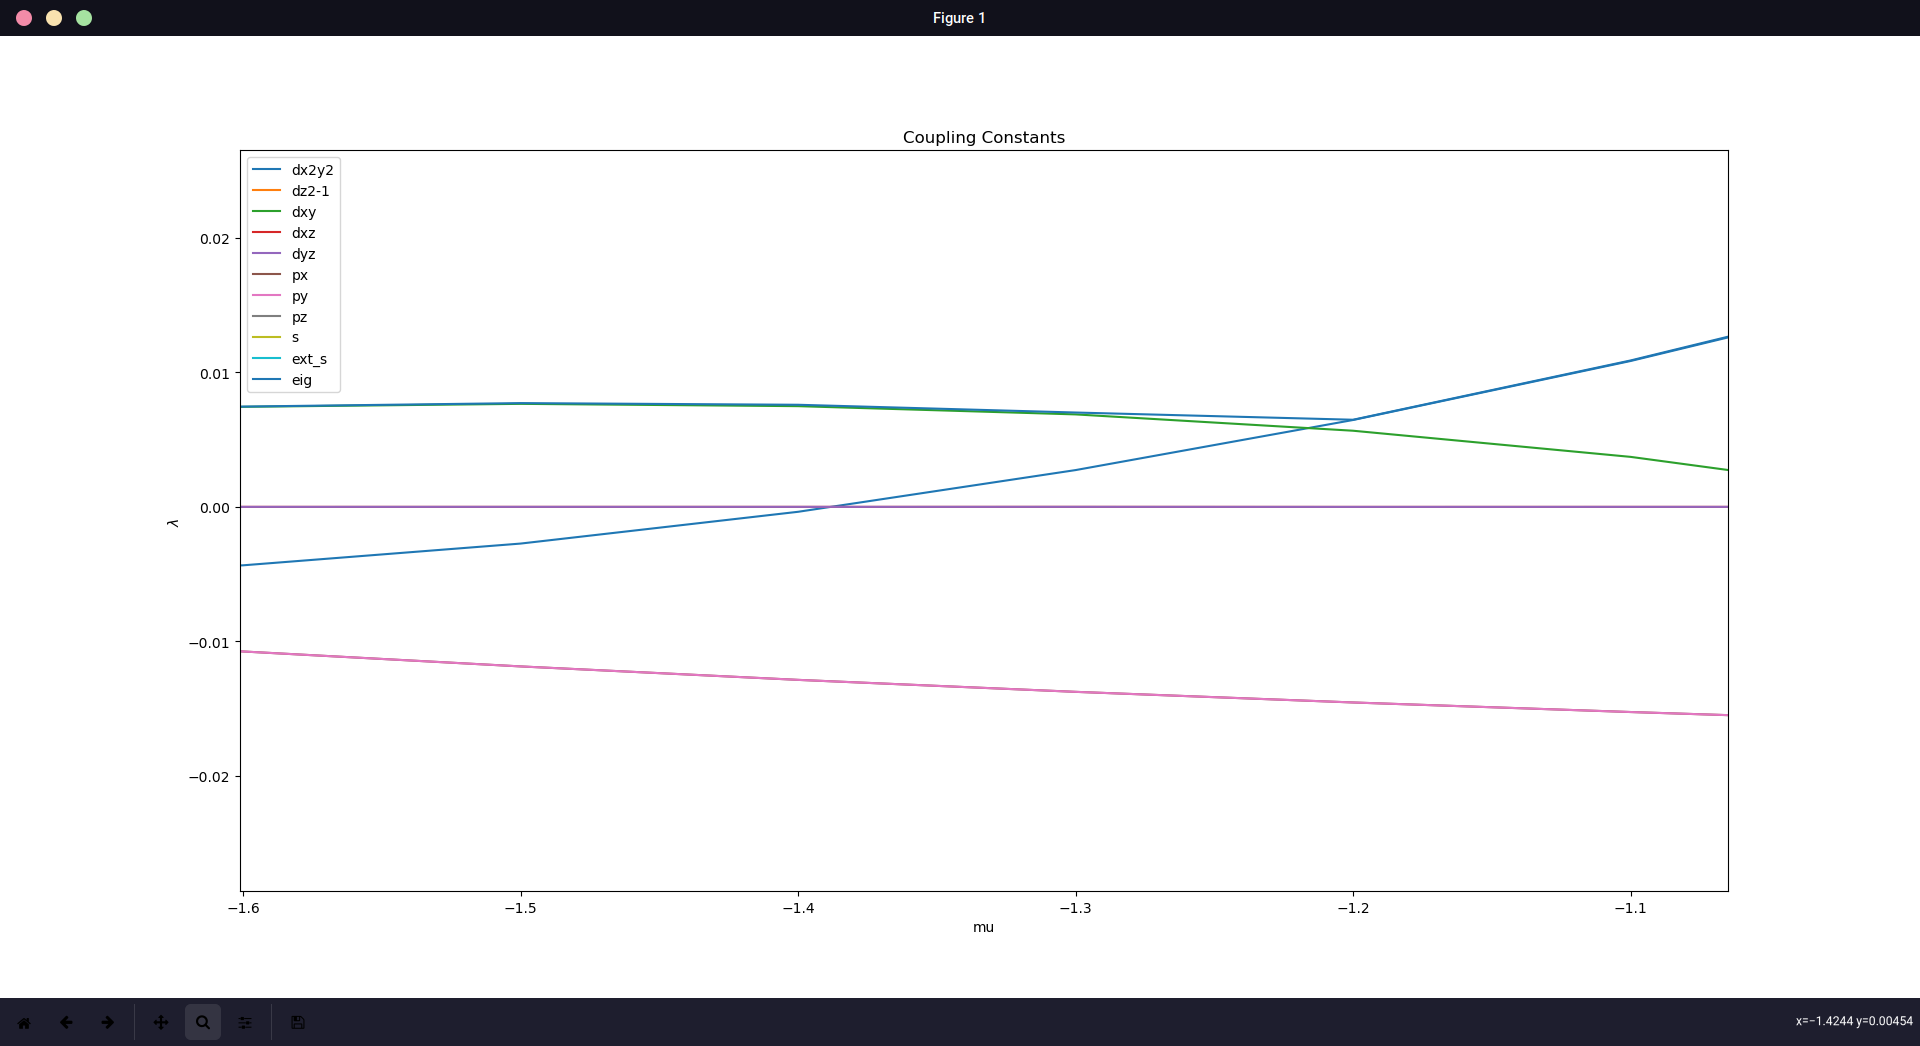 Figure 1
Coupling Constants
dx2y2
dz2-1
dxy
dxz
dyz
px
py
pz
s
ext_s
eig
0.02
0.01
0.00
−0.01
−0.02
λ
−1.6
−1.5
−1.4
−1.3
−1.2
−1.1
mu
x=−1.4244 y=0.00454